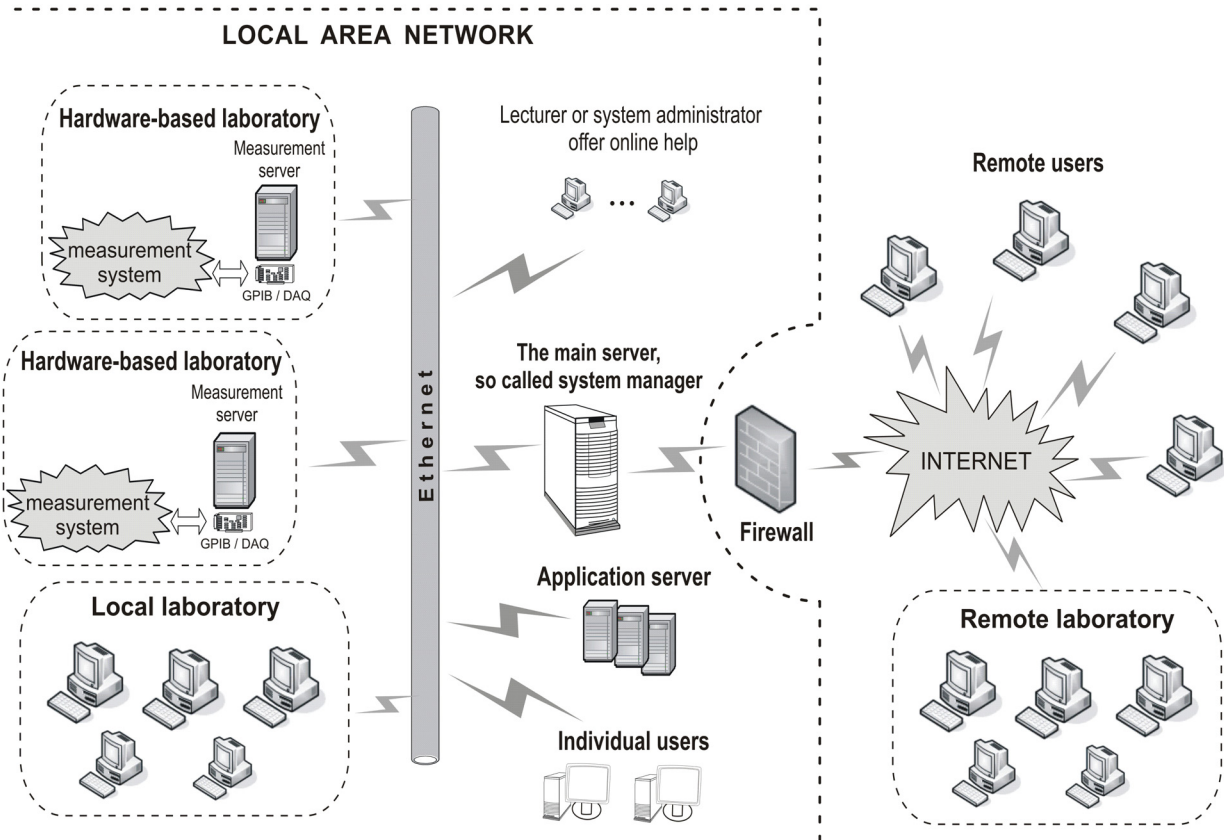 LOCAL AREA NETWORK
Hardware-based laboratory
Measurement
server
measurement
system
GPIB / DAQ
Hardware-based laboratory
Measurement
server
measurement
system
GPIB / DAQ
Local laboratory
Ethernet
Lecturer or system administrator
offer online help
...
The main server,
so called system manager
Firewall
Application server
Individual users
Remote users
INTERNET
Remote laboratory